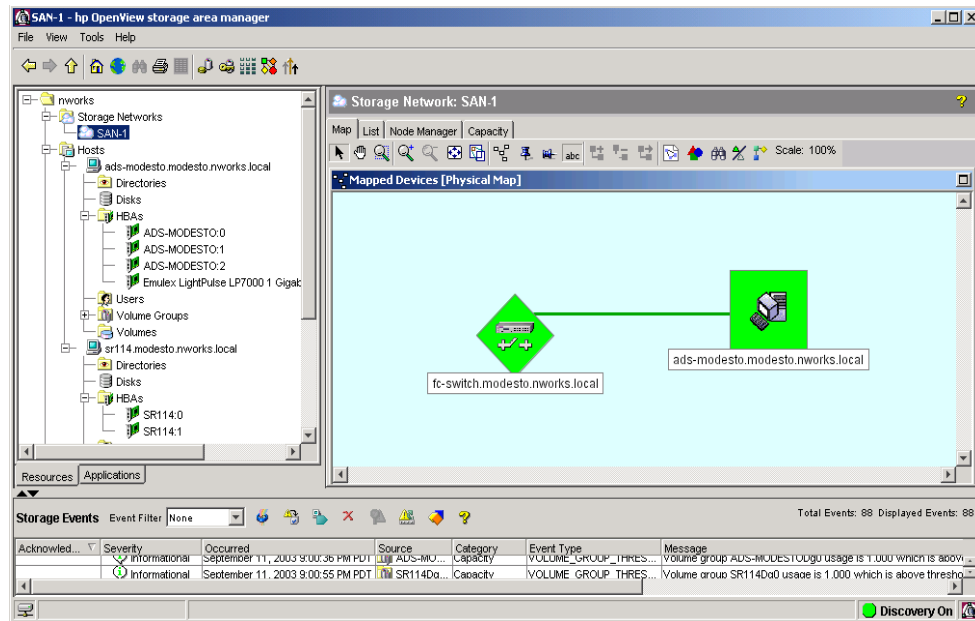 SAN-1 - hp OpenView storage area manager
File View Tools Help
nworks
Storage Networks
SAN-1
Hosts
ads-modesto.modesto.nworks.local
Directories
Disks
HBAs
ADS-MODESTO:0
ADS-MODESTO:1
ADS-MODESTO:2
Emulex LightPulse LP7000 1 Gigab
Users
Volume Groups
Volumes
sr114.modesto.nworks.local
Directories
Disks
HBAs
SR114:0
SR114:1
Resources Applications
Storage Network: SAN-1
Map List Node Manager Capacity
abc Scale: 100%
Mapped Devices [Physical Map]
ads-modesto.modesto.nworks.local
fc-switch.modesto.nworks.local
Storage Events Event Filter None Total Events: 88 Displayed Events: 88
Acknowled... Severity Occurred Source Category Event Type Message
Informational September 11, 2003 9:00:36 PM PDT ADS-MO... Capacity VOLUME_GROUP_THRES... Volume group ADS-MODESTODg0 usage is 1.000 which is above
Informational September 11, 2003 9:00:55 PM PDT SR114Dg... Capacity VOLUME_GROUP_THRES... Volume group SR114Dg0 usage is 1.000 which is above thresho
Discovery On